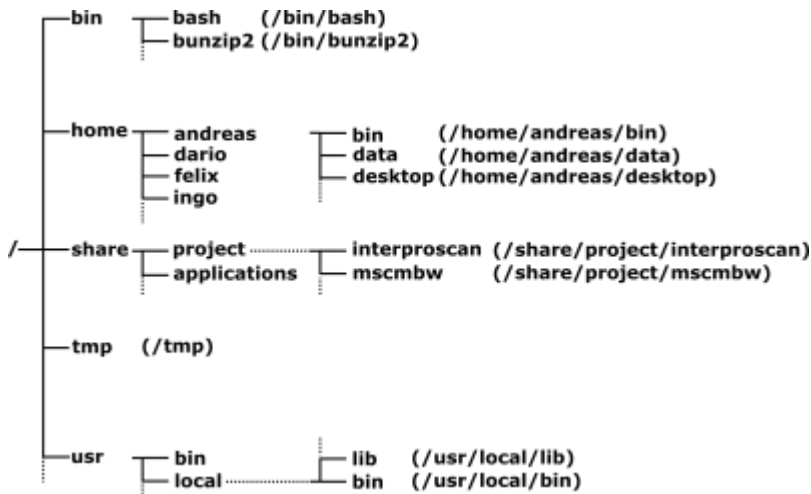 bin bash (/bin/bash)
bunzip2 (/bin/bunzip2)
home andreas bin (/home/andreas/bin)
dario data (/home/andreas/data)
felix desktop (/home/andreas/desktop)
ingo
/ share project interproscan (/share/project/interproscan)
applications mscmbw (/share/project/mscmbw)
tmp (/tmp)
usr bin lib (/usr/local/lib)
local bin (/usr/local/bin)